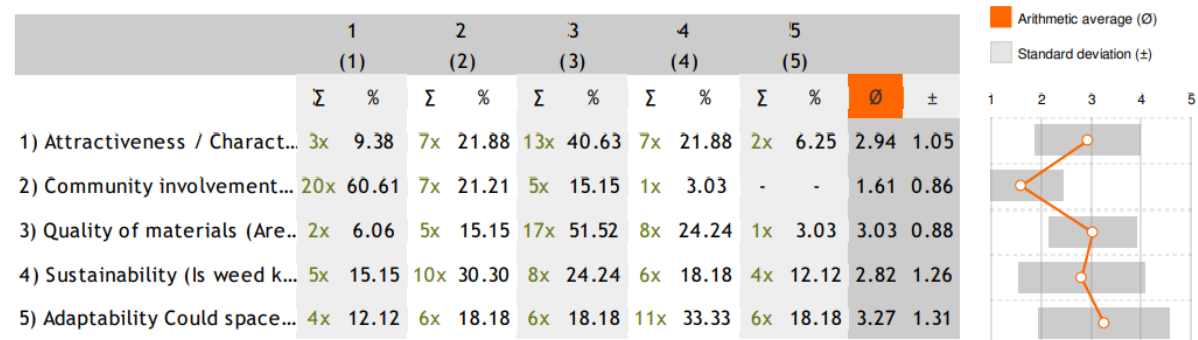 1 2 3 4 5
(1) (2) (3) (4) (5)
Σ % Σ % Σ % Σ % Σ % Ø ±
1) Attractiveness / Charact... 3x 9.38 7x 21.88 13x 40.63 7x 21.88 2x 6.25 2.94 1.05
2) Community involvement... 20x 60.61 7x 21.21 5x 15.15 1x 3.03 - - 1.61 0.86
3) Quality of materials (Are... 2x 6.06 5x 15.15 17x 51.52 8x 24.24 1x 3.03 3.03 0.88
4) Sustainability (Is weed k... 5x 15.15 10x 30.30 8x 24.24 6x 18.18 4x 12.12 2.82 1.26
5) Adaptability Could space... 4x 12.12 6x 18.18 6x 18.18 11x 33.33 6x 18.18 3.27 1.31
Arithmetic average (Ø)
Standard deviation (±)
1 2 3 4 5